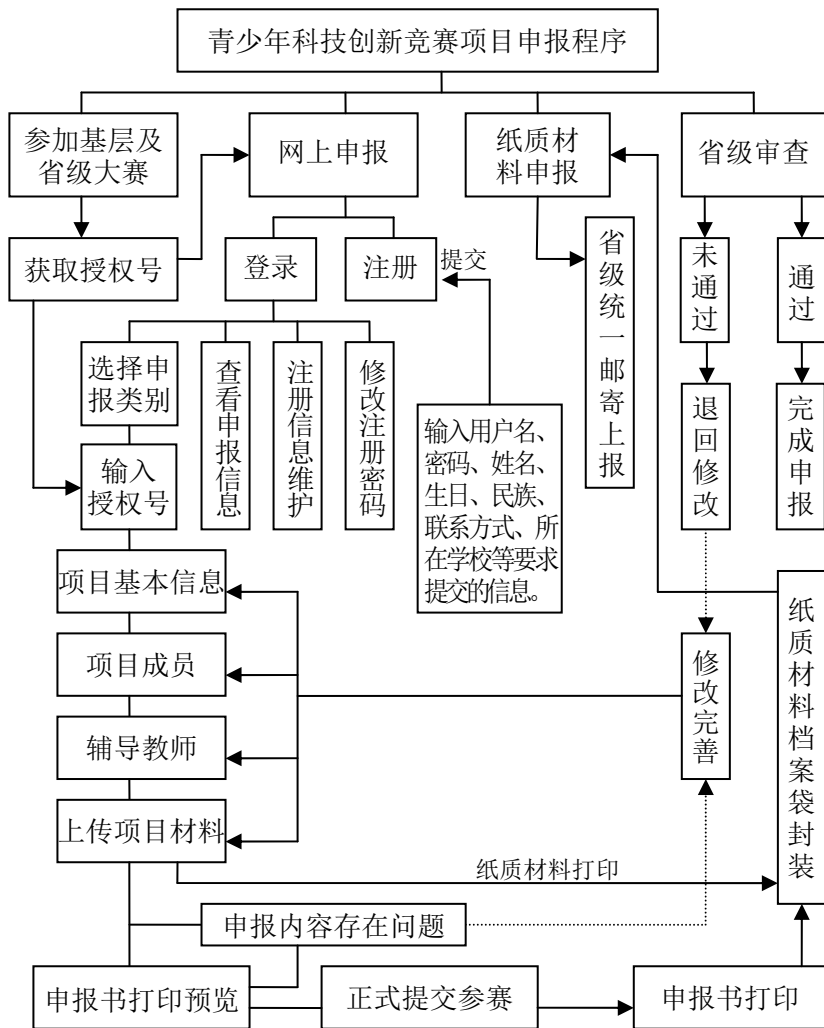 青少年科技创新竞赛项目申报程序
参加基层及
省级大赛
网上申报
纸质材
料申报
省级审查
获取授权号
登录
注册
提交
省级统一邮寄上报
未通过
通过
选择申
报类别
查看申报信息
注册信息维护
修改注册密码
输入用户名、
密码、姓名、
生日、民族、
联系方式、所
在学校等要求
提交的信息。
退回修改
完成申报
输入
授权号
项目基本信息
项目成员
辅导教师
上传项目材料
修改完善
纸质材料档案袋封装
纸质材料打印
申报内容存在问题
申报书打印预览
正式提交参赛
申报书打印